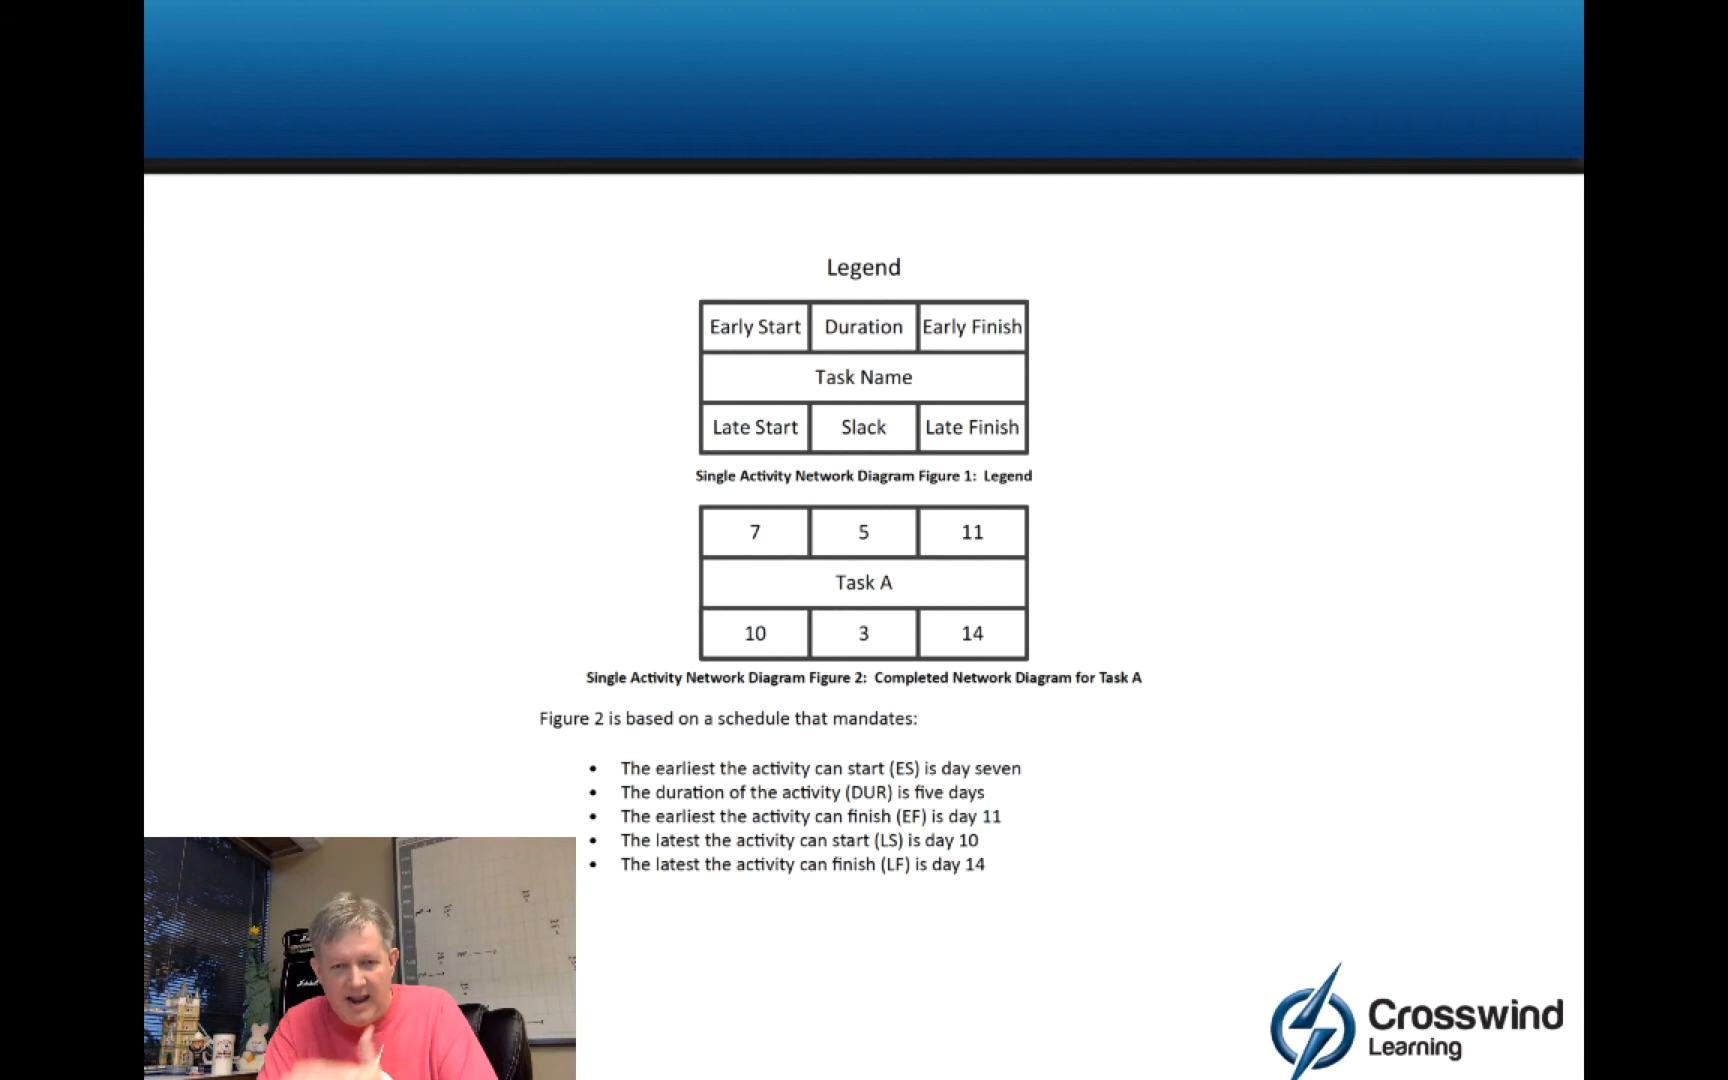 Legend
Early Start Duration Early Finish
Task Name
Late Start Slack Late Finish
Single Activity Network Diagram Figure 1: Legend
7 5 11
Task A
10 3 14
Single Activity Network Diagram Figure 2: Completed Network Diagram for Task A
Figure 2 is based on a schedule that mandates:
• The earliest the activity can start (ES) is day seven
• The duration of the activity (DUR) is five days
• The earliest the activity can finish (EF) is day 11
• The latest the activity can start (LS) is day 10
• The latest the activity can finish (LF) is day 14
Marshall
Crosswind
Learning